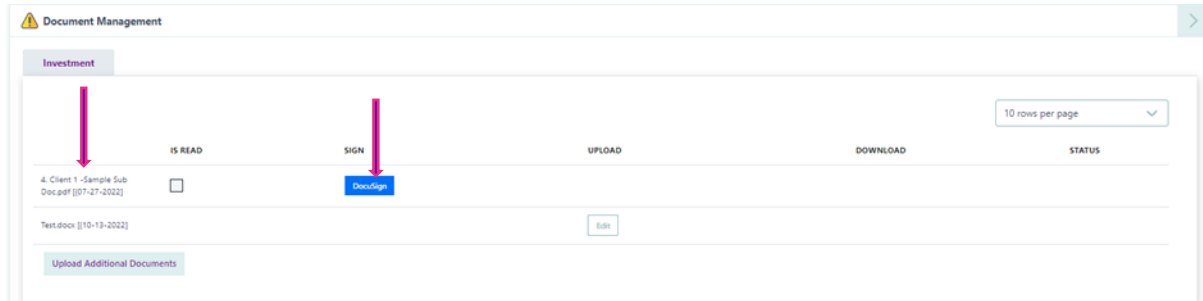 Document Management
Investment
10 rows per page
IS READ SIGN UPLOAD DOWNLOAD STATUS
4. Client 1 -Sample Sub
Doc.pdf [[07-27-2022]
DocuSign
Test.docx [[10-13-2022]
Edit
Upload Additional Documents